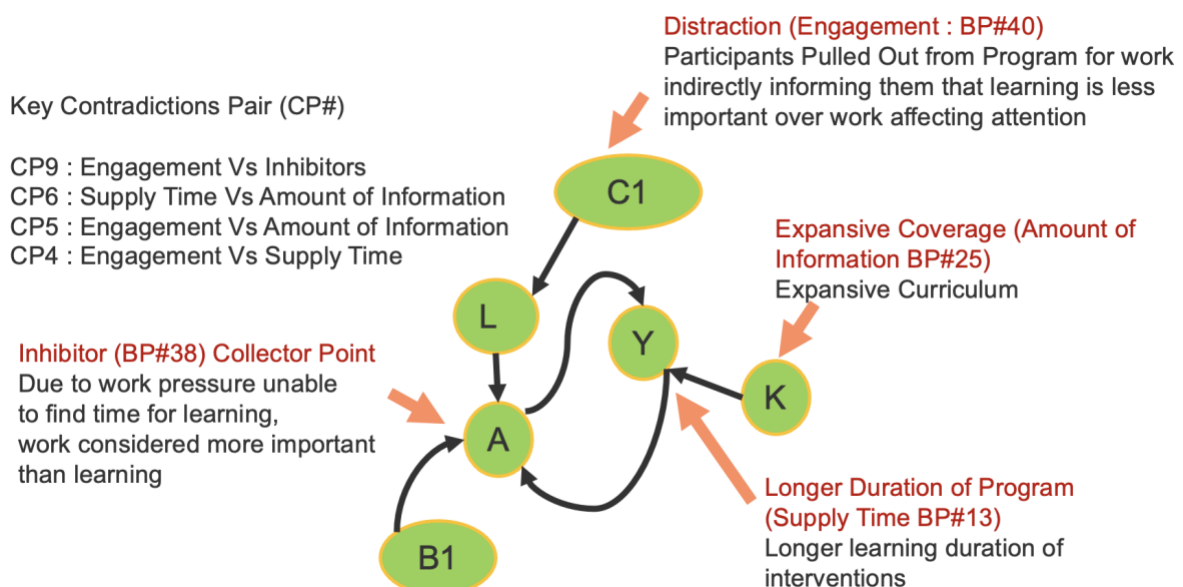 Distraction (Engagement : BP#40)
Participants Pulled Out from Program for work
indirectly informing them that learning is less
important over work affecting attention
Key Contradictions Pair (CP#)
CP9 : Engagement Vs Inhibitors
CP6 : Supply Time Vs Amount of Information
CP5 : Engagement Vs Amount of Information
CP4 : Engagement Vs Supply Time
C1
Expansive Coverage (Amount of
Information BP#25)
Expansive Curriculum
L
Y
Inhibitor (BP#38) Collector Point
Due to work pressure unable
to find time for learning,
work considered more important
than learning
K
A
Longer Duration of Program
(Supply Time BP#13)
Longer learning duration of
interventions
B1